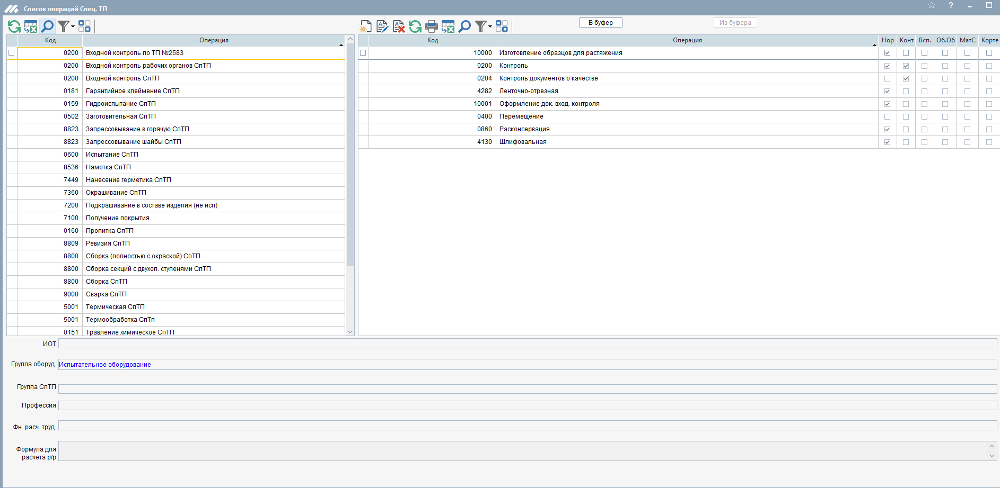 Список операций Спец. ТП
?
В буфер
Из буфера
Код Операция
0200 Входной контроль по ТП №2583
0200 Входной контроль рабочих органов СпТП
0200 Входной контроль СпТП
0181 Гарантийное клеймение СпТП
0159 Гидроиспытание СпТП
0502 Заготовительная СпТП
8823 Запрессовывание в горячую СпТП
8823 Запрессовывание шайбы СпТП
0600 Испытание СпТП
8536 Намотка СпТП
7449 Нанесение герметика СпТП
7360 Окрашивание СпТП
7200 Подкрашивание в составе изделия (не исп)
7100 Получение покрытия
0160 Пропитка СпТП
8809 Ревизия СпТП
8800 Сборка (полностью с окраской) СпТП
8800 Сборка секций с двухоп. ступенями СпТП
8800 Сборка СпТП
9000 Сварка СпТП
5001 Термическая СпТП
5001 Термообработка СпТп
0151 Травление химическое СпТП
Код Операция Нор Конт Всп. Об.Об МатС Корте
10000 Изготовление образцов для растяжения
0200 Контроль
0204 Контроль документов о качестве
4282 Ленточно-отрезная
10001 Оформление док. вход. контроля
0400 Перемещение
0860 Расконсервация
4130 Шлифовальная
ИОТ
Группа оборуд. Испытательное оборудование
Группа СпТП
Профессия
Фн. расч. труд.
Формула для
расчета р/р